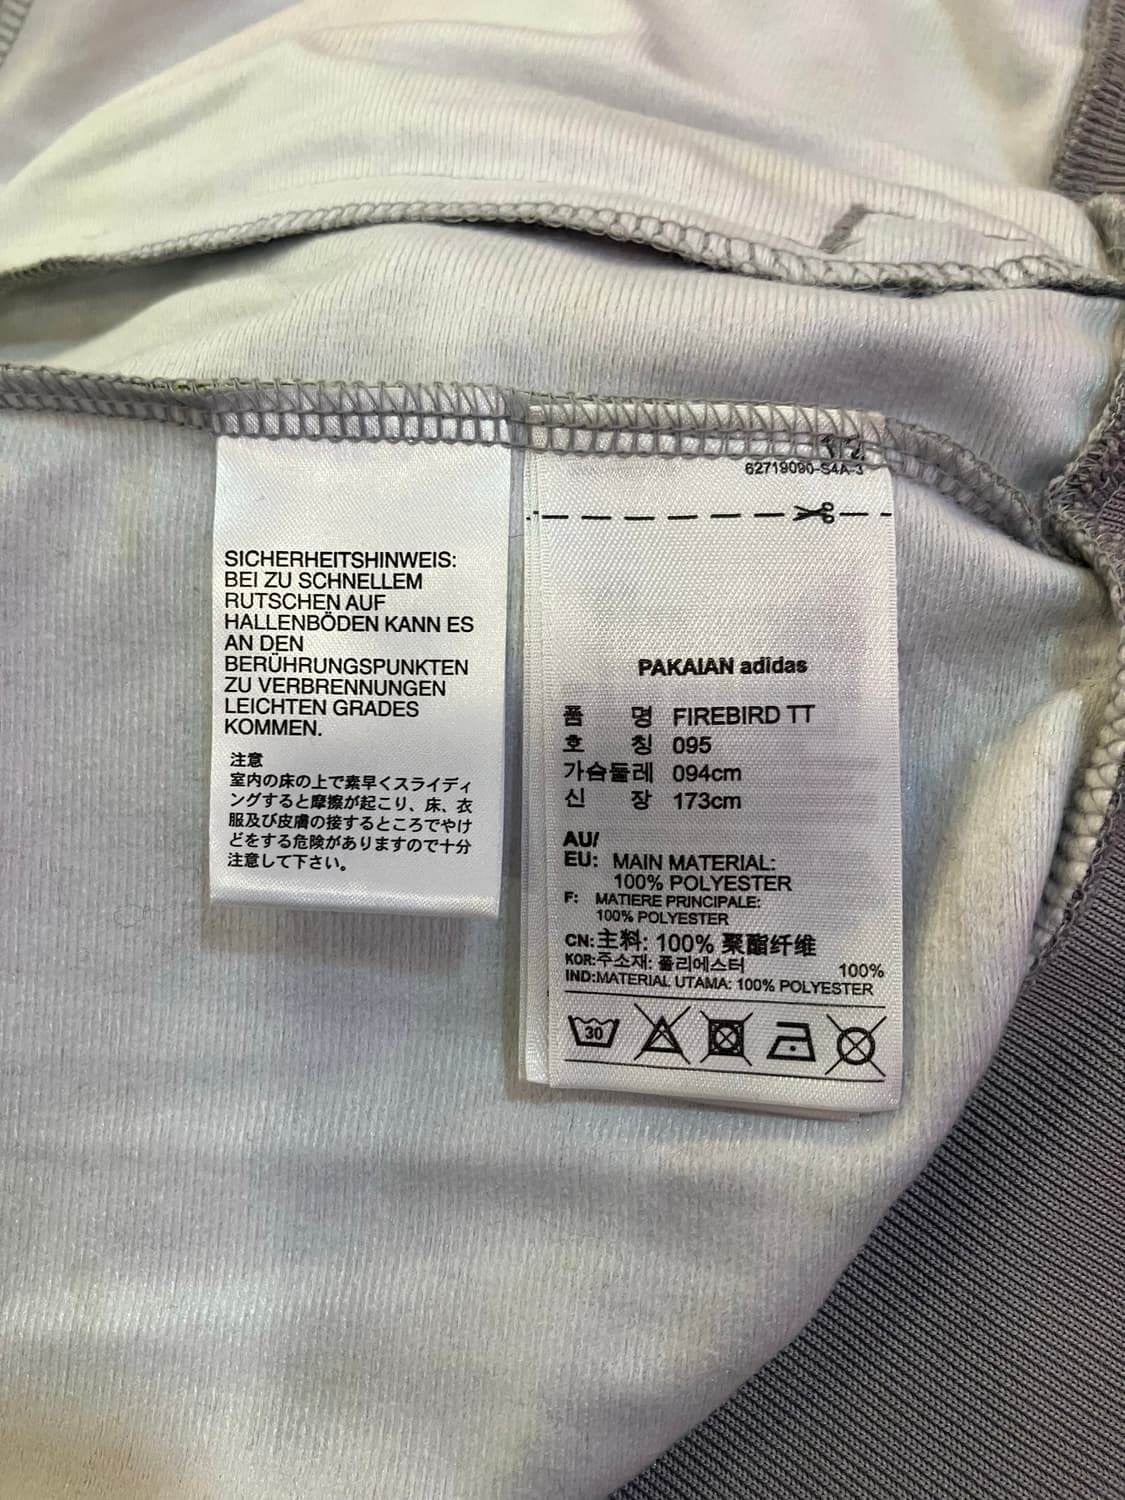 SICHERHEITSHINWEIS:
BEI ZU SCHNELLEM
RUTSCHEN AUF
HALLENBÖDEN KANN ES
AN DEN
BERÜHRUNGSPUNKTEN
ZU VERBRENNUNGEN
LEICHTEN GRADES
KOMMEN.
注意
室内の床の上で素早くスライディ
ングすると摩擦が起こり、床、衣
服及び皮膚の接するところでやけ
どをする危険がありますので十分
注意して下さい。
62719090-S4A-3
PAKAIAN adidas
품 명 FIREBIRD TT
호 칭 095
가슴둘레 094cm
신 장 173cm
AU/
EU: MAIN MATERIAL:
100% POLYESTER
F: MATIERE PRINCIPALE:
100% POLYESTER
CN:主料: 100% 聚酯纤维
KOR:주소재: 폴리에스터 100%
IND:MATERIAL UTAMA: 100% POLYESTER
30